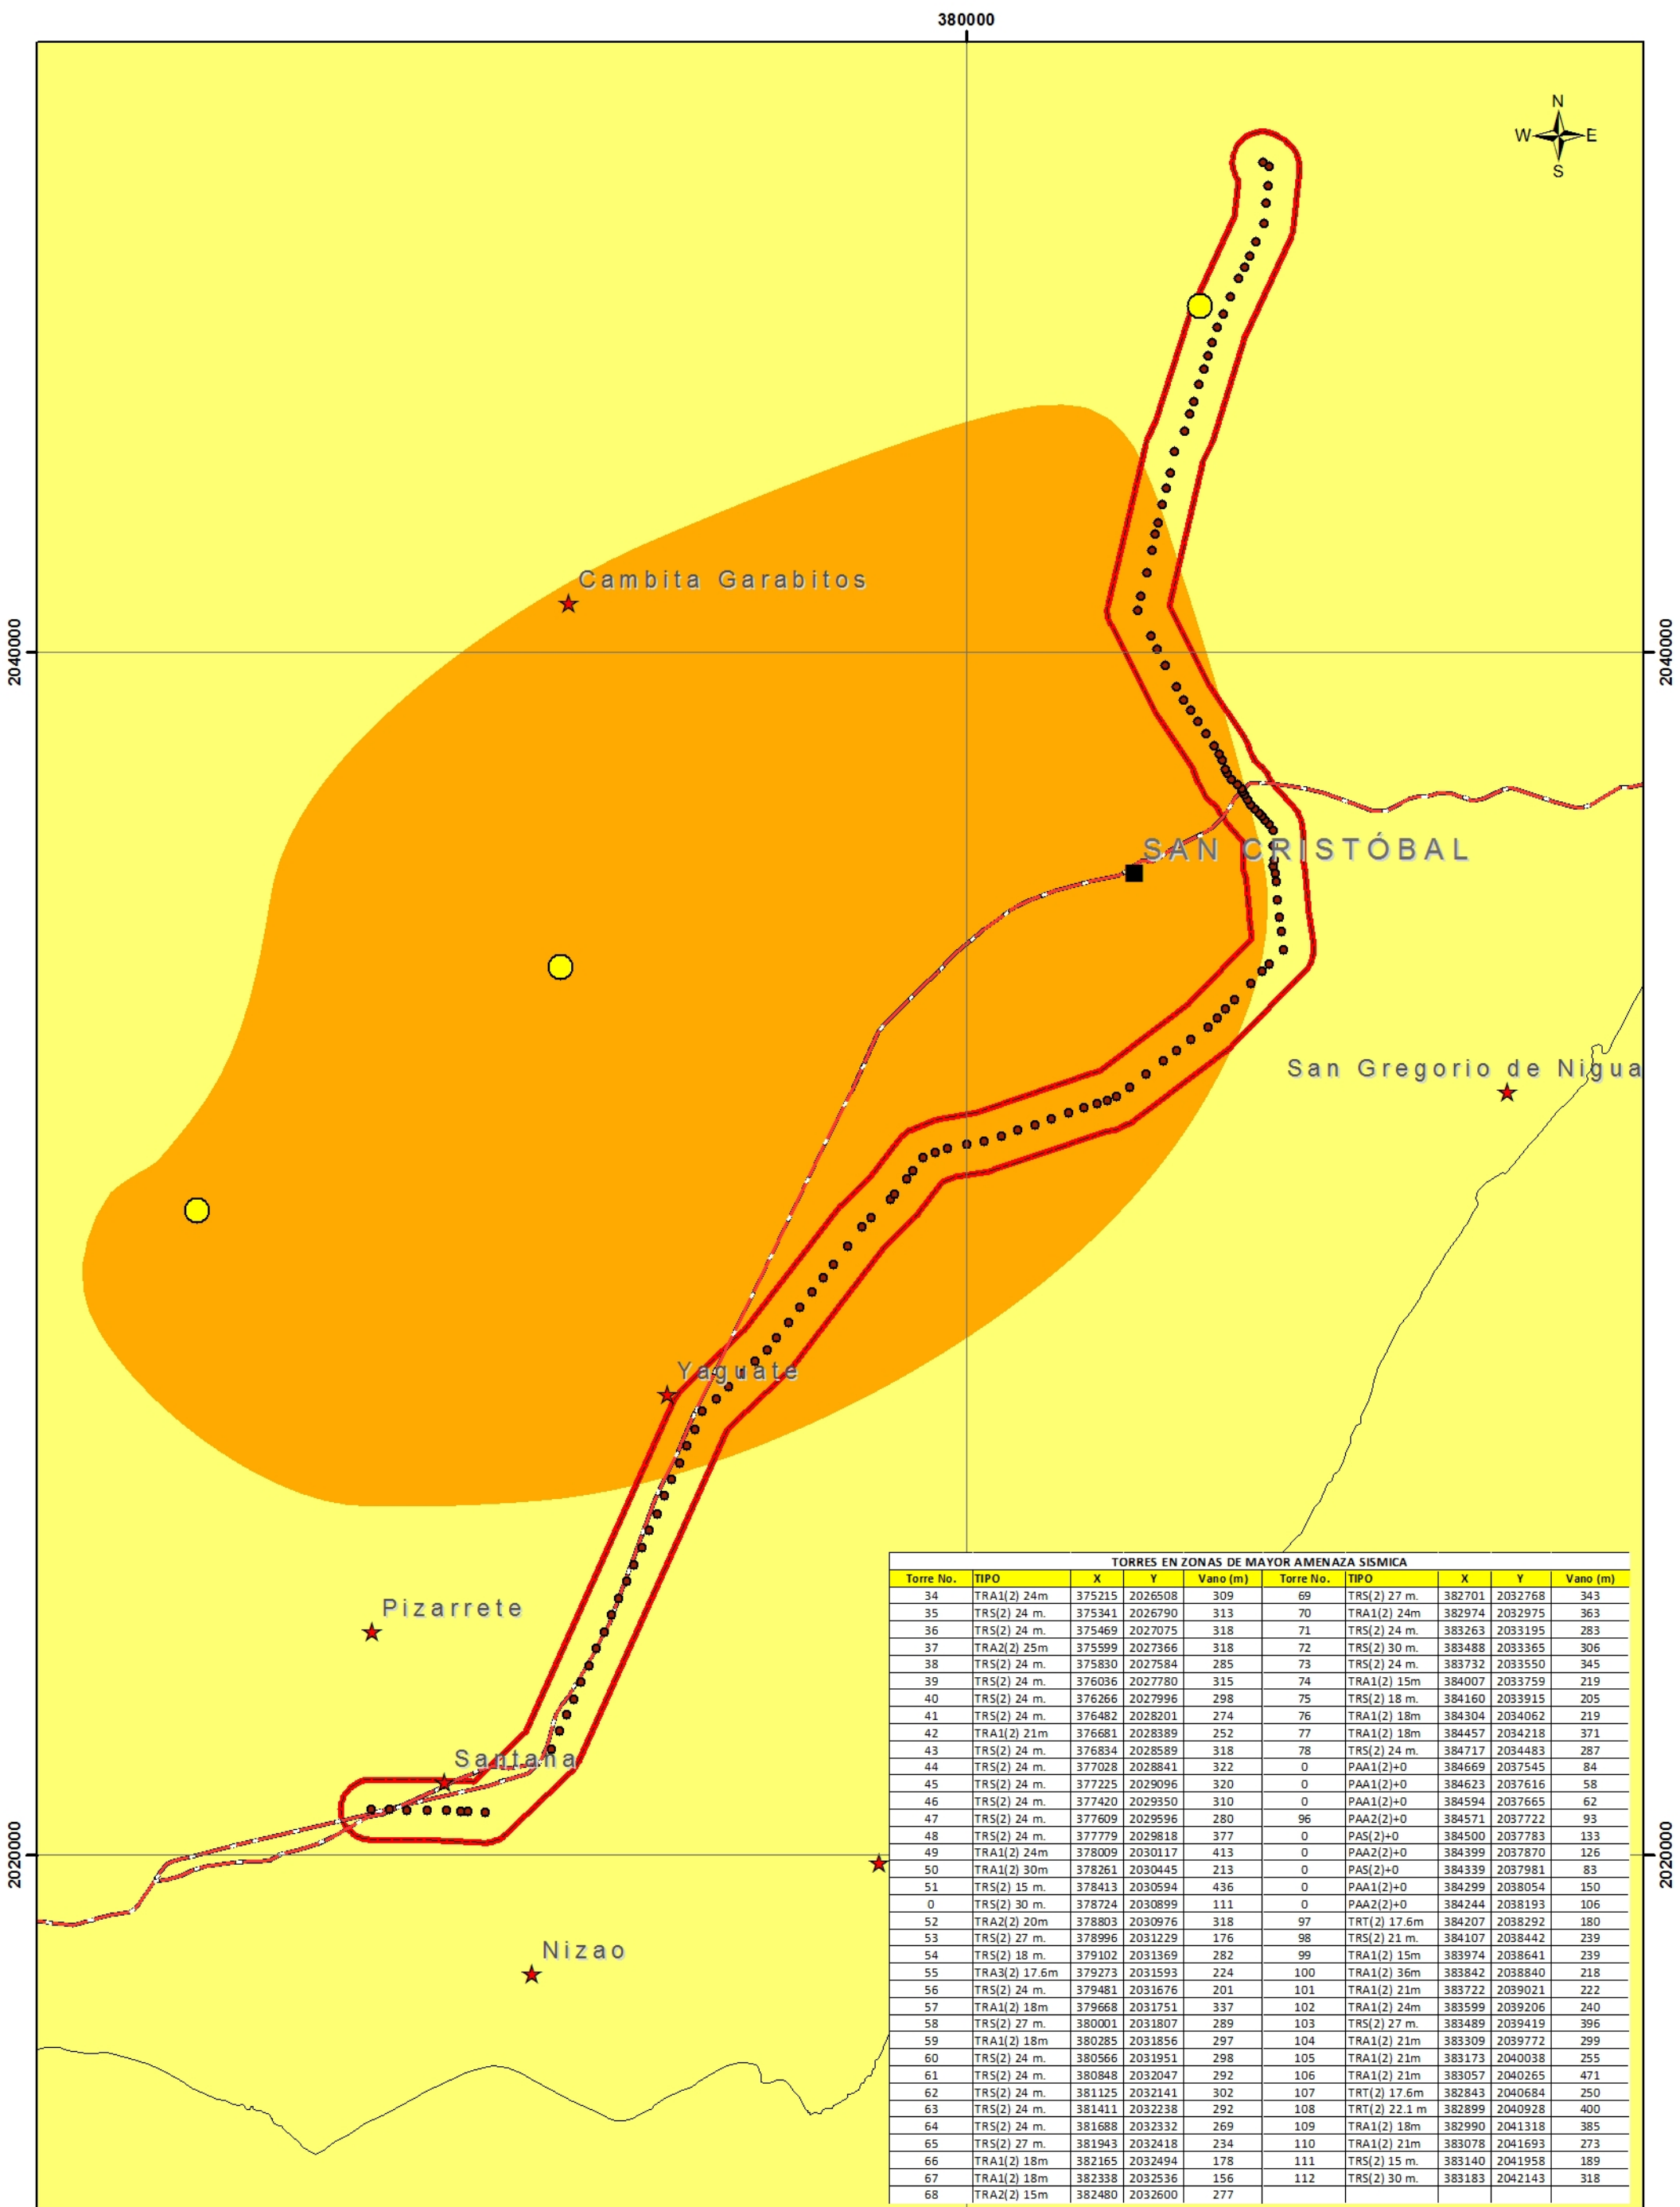 380000
N
W E
S
Cambita Garabitos
2040000
2040000
SAN CRISTÓBAL
San Gregorio de Nigua
Yaguate
Pizarrete
Santana
2020000
2020000
Nizao
TORRES EN ZONAS DE MAYOR AMENAZA SISMICA
Torre No. TIPO X Y Vano (m) Torre No. TIPO X Y Vano (m)
34 TRA1(2) 24m 375215 2026508 309 69 TRS(2) 27 m. 382701 2032768 343
35 TRS(2) 24 m. 375341 2026790 313 70 TRA1(2) 24m 382974 2032975 363
36 TRS(2) 24 m. 375469 2027075 318 71 TRS(2) 24 m. 383263 2033195 283
37 TRA2(2) 25m 375599 2027366 318 72 TRS(2) 30 m. 383488 2033365 306
38 TRS(2) 24 m. 375830 2027584 285 73 TRS(2) 24 m. 383732 2033550 345
39 TRS(2) 24 m. 376036 2027780 315 74 TRA1(2) 15m 384007 2033759 219
40 TRS(2) 24 m. 376266 2027996 298 75 TRS(2) 18 m. 384160 2033915 205
41 TRS(2) 24 m. 376482 2028201 274 76 TRA1(2) 18m 384304 2034062 219
42 TRA1(2) 21m 376681 2028389 252 77 TRA1(2) 18m 384457 2034218 371
43 TRS(2) 24 m. 376834 2028589 318 78 TRS(2) 24 m. 384717 2034483 287
44 TRS(2) 24 m. 377028 2028841 322 0 PAA1(2)+0 384669 2037545 84
45 TRS(2) 24 m. 377225 2029096 320 0 PAA1(2)+0 384623 2037616 58
46 TRS(2) 24 m. 377420 2029350 310 0 PAA1(2)+0 384594 2037665 62
47 TRS(2) 24 m. 377609 2029596 280 96 PAA2(2)+0 384571 2037722 93
48 TRS(2) 24 m. 377779 2029818 377 0 PAS(2)+0 384500 2037783 133
49 TRA1(2) 24m 378009 2030117 413 0 PAA2(2)+0 384399 2037870 126
50 TRA1(2) 30m 378261 2030445 213 0 PAS(2)+0 384339 2037981 83
51 TRS(2) 15 m. 378413 2030594 436 0 PAA1(2)+0 384299 2038054 150
0 TRS(2) 30 m. 378724 2030899 111 0 PAA2(2)+0 384244 2038193 106
52 TRA2(2) 20m 378803 2030976 318 97 TRT(2) 17.6m 384207 2038292 180
53 TRS(2) 27 m. 378996 2031229 176 98 TRS(2) 21 m. 384107 2038442 239
54 TRS(2) 18 m. 379102 2031369 282 99 TRA1(2) 15m 383974 2038641 239
55 TRA3(2) 17.6m 379273 2031593 224 100 TRA1(2) 36m 383842 2038840 218
56 TRS(2) 24 m. 379481 2031676 201 101 TRA1(2) 21m 383722 2039021 222
57 TRA1(2) 18m 379668 2031751 337 102 TRA1(2) 24m 383599 2039206 240
58 TRS(2) 27 m. 380001 2031807 289 103 TRS(2) 27 m. 383489 2039419 396
59 TRA1(2) 18m 380285 2031856 297 104 TRA1(2) 21m 383309 2039772 299
60 TRS(2) 24 m. 380566 2031951 298 105 TRA1(2) 21m 383173 2040038 255
61 TRS(2) 24 m. 380848 2032047 292 106 TRA1(2) 21m 383057 2040265 471
62 TRS(2) 24 m. 381125 2032141 302 107 TRT(2) 17.6m 382843 2040684 250
63 TRS(2) 24 m. 381411 2032238 292 108 TRT(2) 22.1 m 382899 2040928 400
64 TRS(2) 24 m. 381688 2032332 269 109 TRA1(2) 18m 382990 2041318 385
65 TRS(2) 27 m. 381943 2032418 234 110 TRA1(2) 21m 383078 2041693 273
66 TRA1(2) 18m 382165 2032494 178 111 TRS(2) 15 m. 383140 2041958 189
67 TRA1(2) 18m 382338 2032536 156 112 TRS(2) 30 m. 383183 2042143 318
68 TRA2(2) 15m 382480 2032600 277